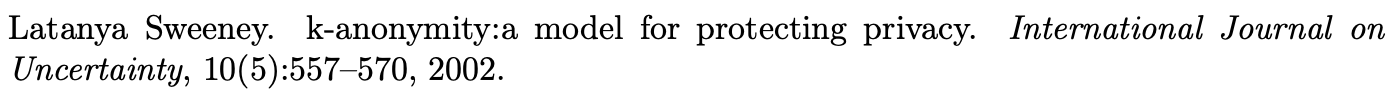 Latanya Sweeney. k-anonymity:a model for protecting privacy. International Journal on
Uncertainty, 10(5):557–570, 2002.